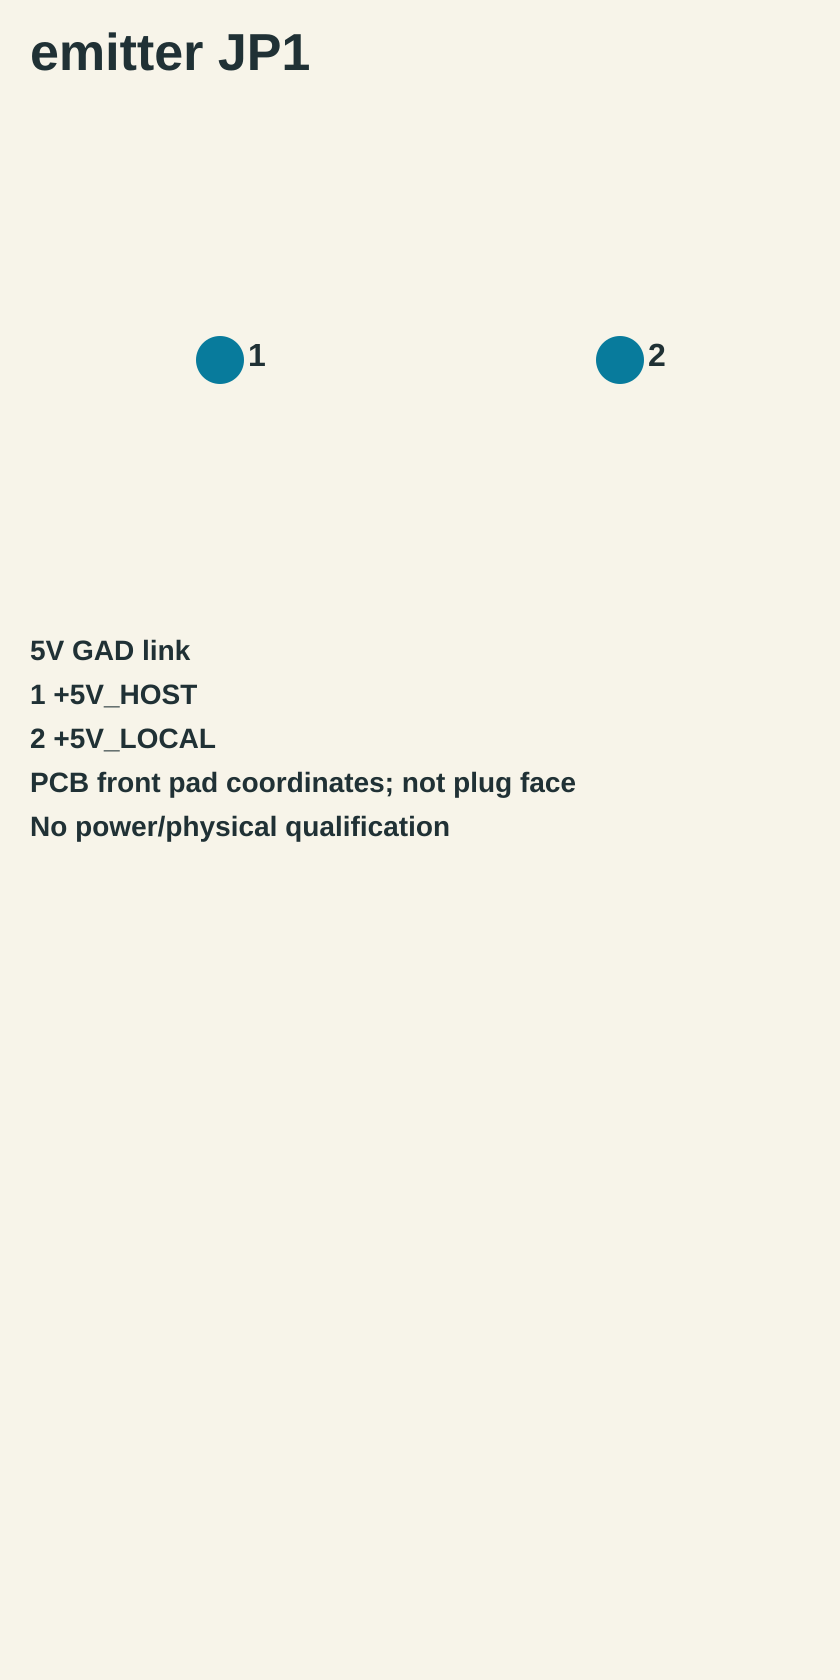 emitter JP1
1
2
5V GAD link
1 +5V_HOST
2 +5V_LOCAL
PCB front pad coordinates; not plug face
No power/physical qualification